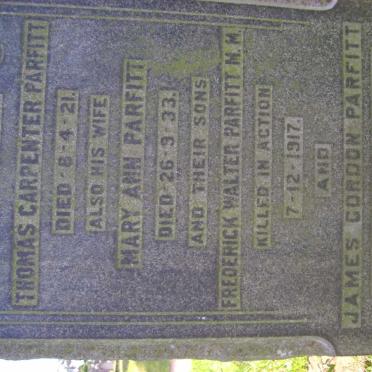 THOMAS CARPENTER PARFITT
DIED 8-4-21.
ALSO HIS WIFE
MARY ANN PARFITT
DIED 26-9-33.
AND THEIR SONS
FREDERICK WALTER PARFITT M.M.
KILLED IN ACTION
7-12-1917.
AND
JAMES GORDON PARFITT